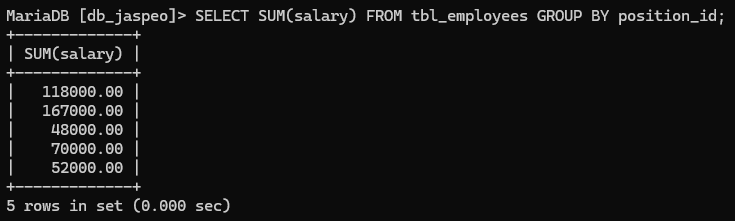 MariaDB [db_jaspeo]> SELECT SUM(salary) FROM tbl_employees GROUP BY position_id;
+-------------+
| SUM(salary) |
+-------------+
|   118000.00 |
|   167000.00 |
|    48000.00 |
|    70000.00 |
|    52000.00 |
+-------------+
5 rows in set (0.000 sec)